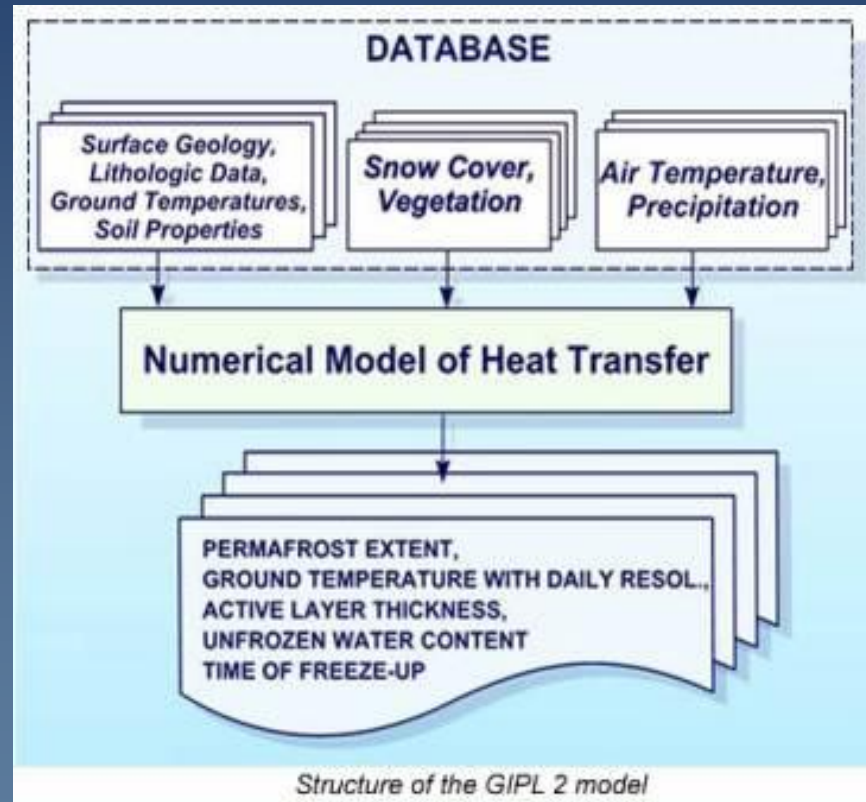 DATABASE
Surface Geology,
Lithologic Data,
Ground Temperatures,
Soil Properties
Snow Cover,
Vegetation
Air Temperature,
Precipitation
Numerical Model of Heat Transfer
PERMAFROST EXTENT,
GROUND TEMPERATURE WITH DAILY RESOL.,
ACTIVE LAYER THICKNESS,
UNFROZEN WATER CONTENT
TIME OF FREEZE-UP
Structure of the GIPL 2 model